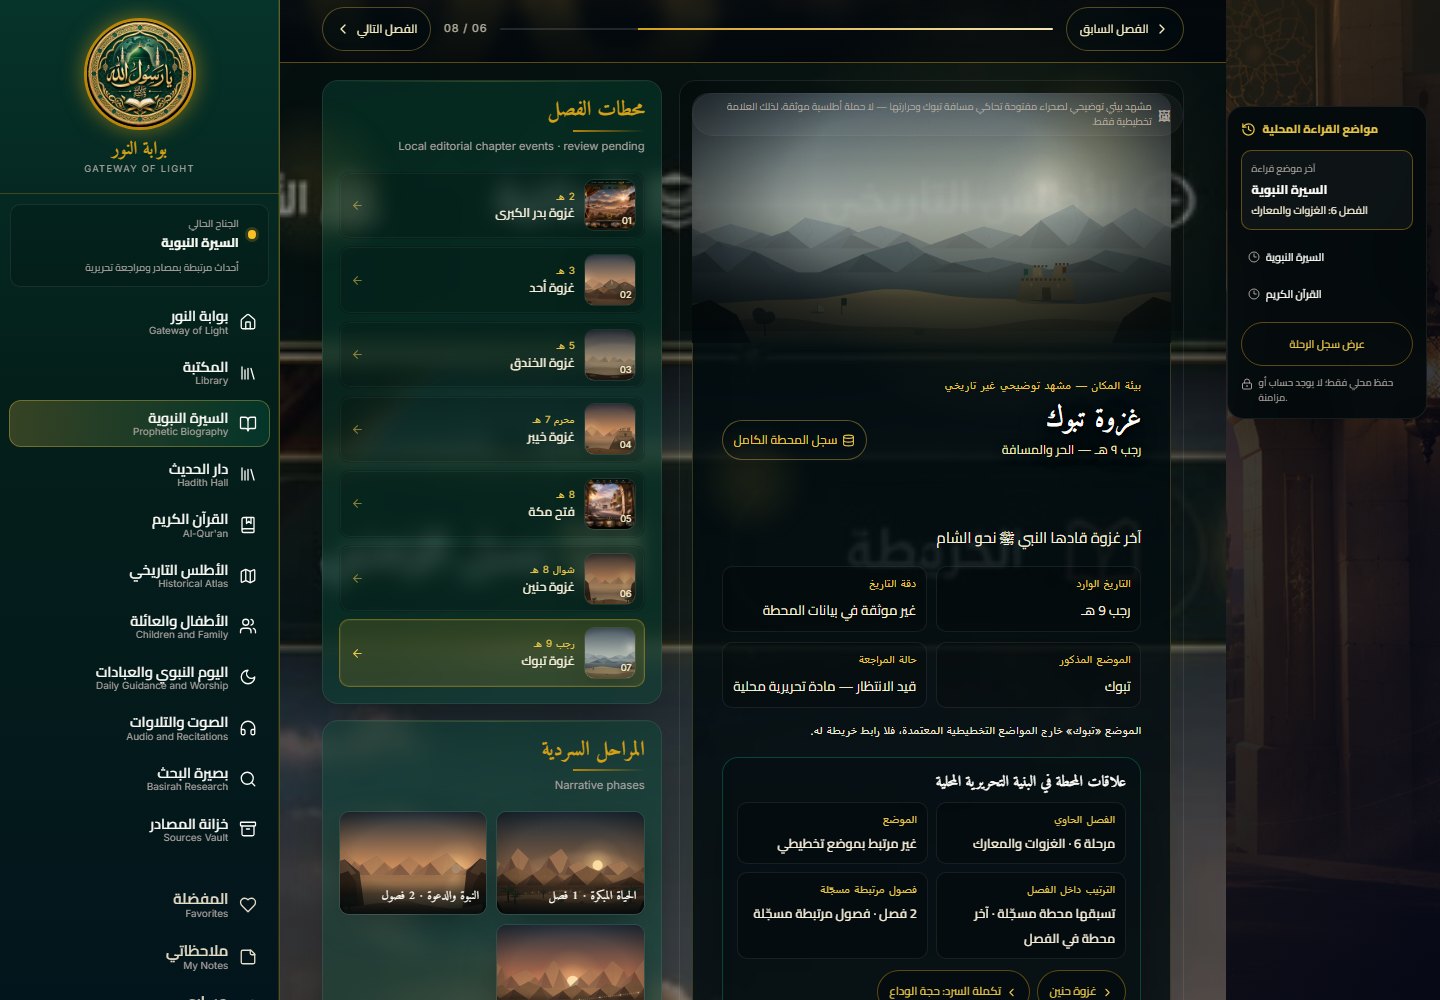 يا رسول الله
بوابة النور
GATEWAY OF LIGHT
الجناح الحالي
السيرة النبوية
أحداث مرتبطة بمصادر ومراجعة تحريرية
بوابة النور
Gateway of Light
المكتبة
Library
السيرة النبوية
Prophetic Biography
دار الحديث
Hadith Hall
القرآن الكريم
Al-Qur'an
الأطلس التاريخي
Historical Atlas
الأطفال والعائلة
Children and Family
اليوم النبوي والعبادات
Daily Guidance and Worship
الصوت والتلاوات
Audio and Recitations
بصيرة البحث
Basirah Research
خزانة المصادر
Sources Vault
المفضلة
Favorites
ملاحظاتي
My Notes
الفصل السابق
08 / 06
الفصل التالي
محطات الفصل
Local editorial chapter events · review pending
2 هـ
غزوة بدر الكبرى
01
3 هـ
غزوة أحد
02
5 هـ
غزوة الخندق
03
محرم 7 هـ
غزوة خيبر
04
8 هـ
فتح مكة
05
شوال 8 هـ
غزوة حنين
06
رجب 9 هـ
غزوة تبوك
07
المراحل السردية
Narrative phases
الحياة المبكرة · 1 فصل
النبوة والدعوة · 2 فصول
مشهد بيئي توضيحي لصحراء مفتوحة تحاكي مسافة تبوك وحرارتها — لا حملة أطلسية موثقة، لذلك العلامة
تخطيطية فقط.
بيئة المكان — مشهد توضيحي غير تاريخي
غزوة تبوك
رجب ٩ هـ — الحر والمسافة
سجل المحطة الكامل
آخر غزوة قادها النبي ﷺ نحو الشام
التاريخ الوارد
رجب 9 هـ
دقة التاريخ
غير موثقة في بيانات المحطة
الموضع المذكور
تبوك
حالة المراجعة
قيد الانتظار — مادة تحريرية محلية
الموضع «تبوك» خارج المواضع التخطيطية المعتمدة، فلا رابط خريطة له.
علاقات المحطة في البنية التحريرية المحلية
الفصل الحاوي
مرحلة 6 · الغزوات والمعارك
الموضع
غير مرتبط بموضع تخطيطي
الترتيب داخل الفصل
تسبقها محطة مسجّلة · آخر
محطة في الفصل
فصول مرتبطة مسجّلة
2 فصل · فصول مرتبطة مسجّلة
غزوة حنين
تكملة السرد: حجة الوداع
مواضع القراءة المحلية
آخر موضع قراءة
السيرة النبوية
الفصل 6: الغزوات والمعارك
السيرة النبوية
القرآن الكريم
عرض سجل الرحلة
حفظ محلي فقط؛ لا يوجد حساب أو
مزامنة.